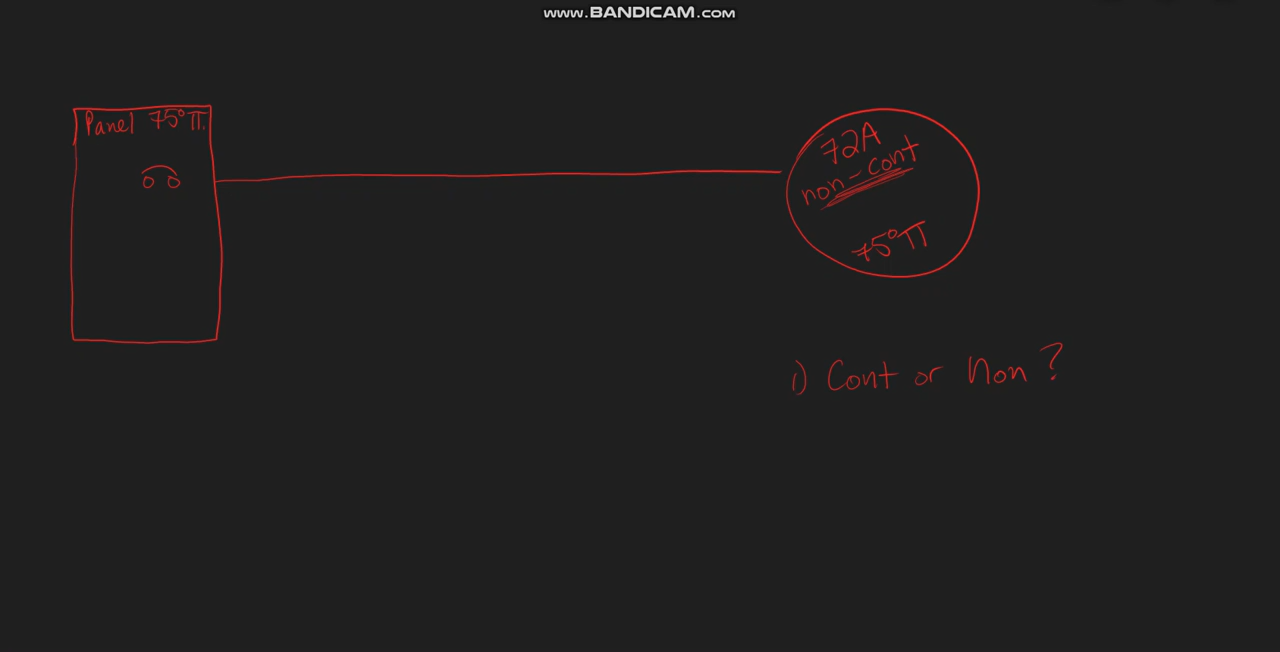 www.BANDICAM.com
Panel 75°TT.
72A
non-cont
75°TT
1) Cont or Non?